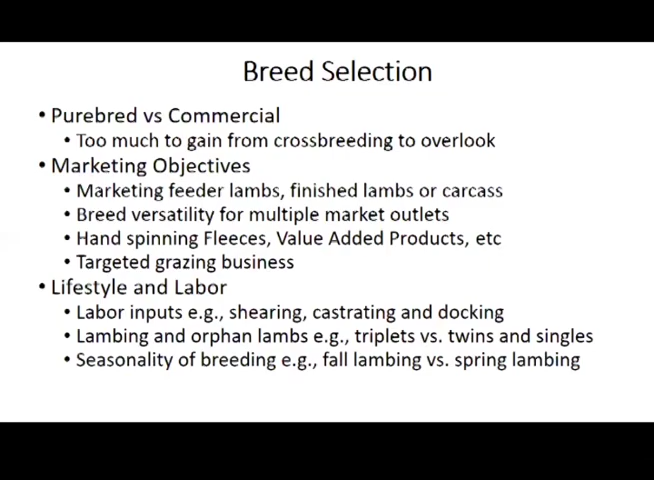 Breed Selection
• Purebred vs Commercial
• Too much to gain from crossbreeding to overlook
• Marketing Objectives
• Marketing feeder lambs, finished lambs or carcass
• Breed versatility for multiple market outlets
• Hand spinning Fleeces, Value Added Products, etc
• Targeted grazing business
• Lifestyle and Labor
• Labor inputs e.g., shearing, castrating and docking
• Lambing and orphan lambs e.g., triplets vs. twins and singles
• Seasonality of breeding e.g., fall lambing vs. spring lambing